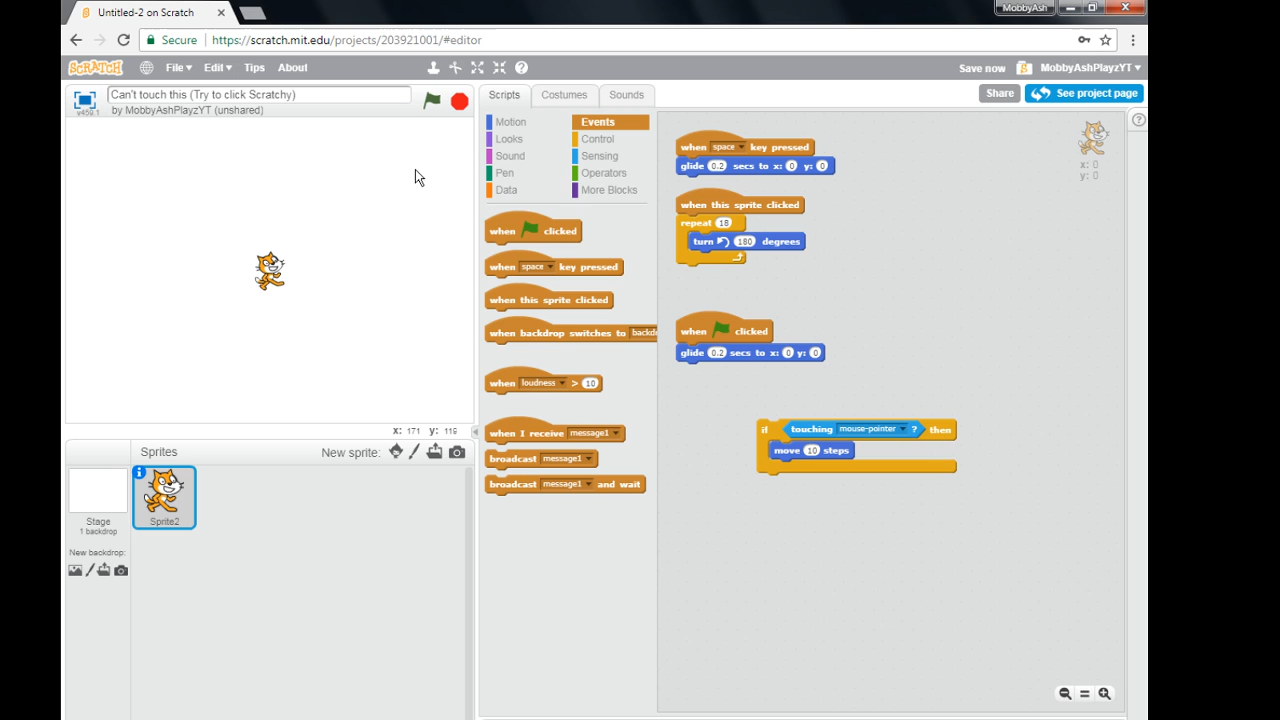 Untitled-2 on Scratch
MobbyAsh
Secure
https://scratch.mit.edu/projects/203921001/#editor
SCRATCH
File
Edit
Tips
About
Save now
MobbyAshPlayzYT
Can't touch this (Try to click Scratchy)
by MobbyAshPlayzYT (unshared)
v459.1
Scripts
Costumes
Sounds
Share
See project page
Motion
Events
Looks
Control
Sound
Sensing
Pen
Operators
Data
More Blocks
when clicked
when space key pressed
when this sprite clicked
when backdrop switches to backd
when loudness > 10
when I receive message1
broadcast message1
broadcast message1 and wait
when space key pressed
glide 0.2 secs to x: 0 y: 0
when this sprite clicked
repeat 18
turn 180 degrees
when clicked
glide 0.2 secs to x: 0 y: 0
if touching mouse-pointer ? then
move 10 steps
x: 0
y: 0
x: 171 y: 119
Sprites
New sprite:
Stage
1 backdrop
New backdrop:
Sprite2